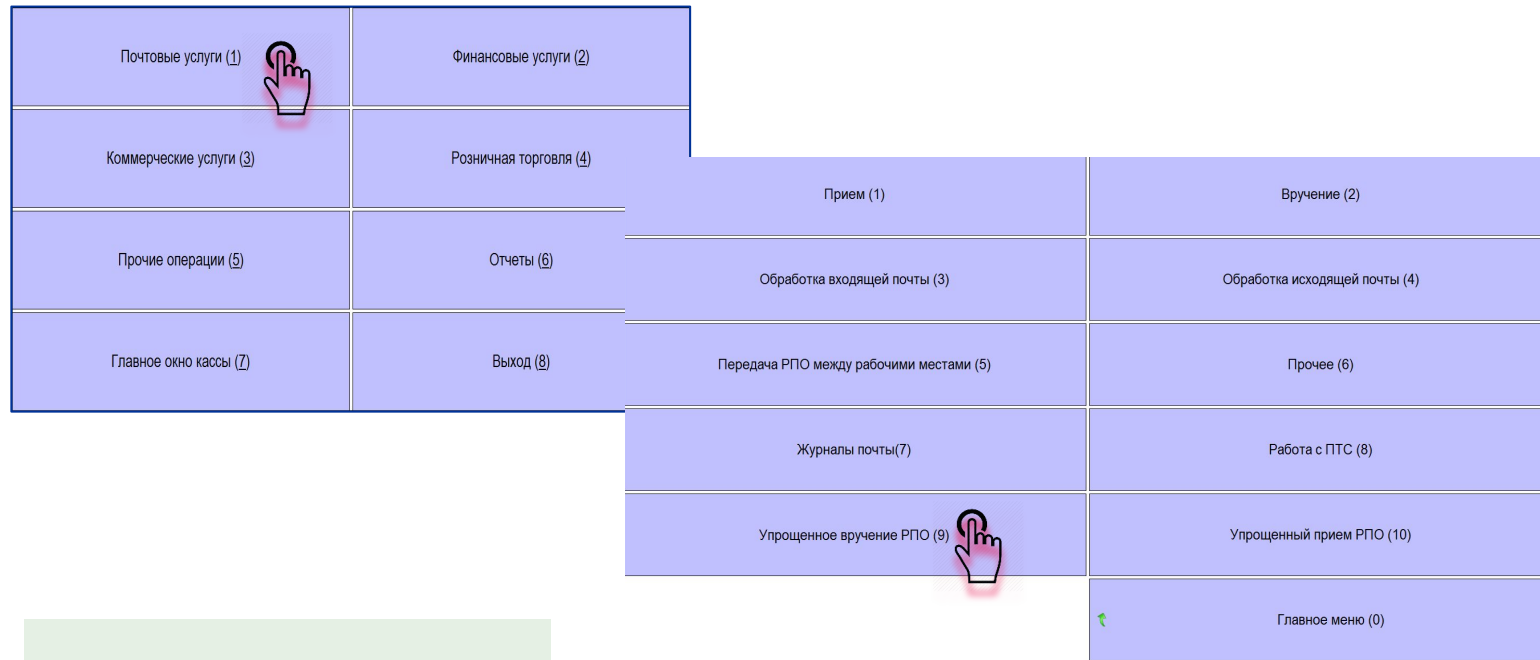 Почтовые услуги (1)
Финансовые услуги (2)
Коммерческие услуги (3)
Розничная торговля (4)
Прочие операции (5)
Отчеты (6)
Главное окно кассы (7)
Выход (8)
Прием (1)
Вручение (2)
Обработка входящей почты (3)
Обработка исходящей почты (4)
Передача РПО между рабочими местами (5)
Прочее (6)
Журналы почты(7)
Работа с ПТС (8)
Упрощенное вручение РПО (9)
Упрощенный прием РПО (10)
Главное меню (0)